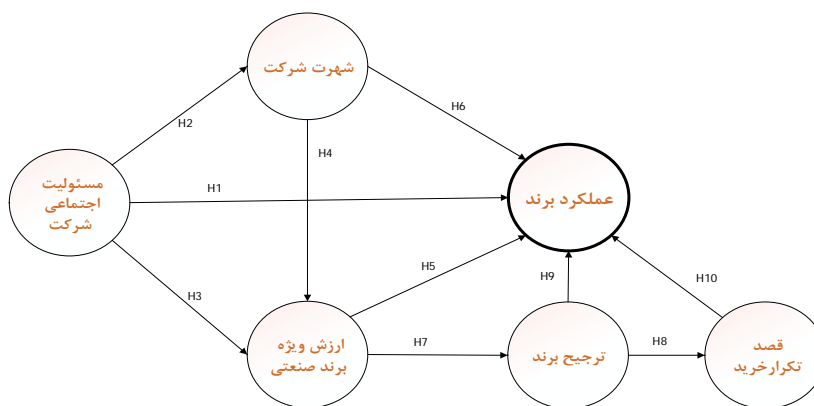 شهرت شرکت
H2
H6
H4
مسئولیت
اجتماعی
شرکت
H1
عملکرد برند
H3
H5
H9
H10
ارزش ویژه
برند صنعتی
H7
ترجیح برند
H8
قصد
تکرارخرید